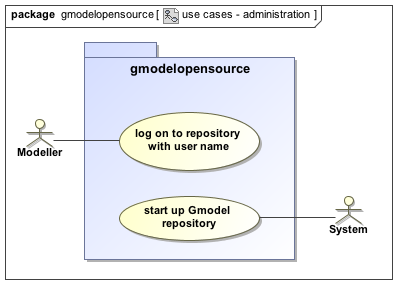 package gmodelopensource [ use cases - administration ]
gmodelopensource
log on to repository
with user name
Modeller
start up Gmodel
repository
System